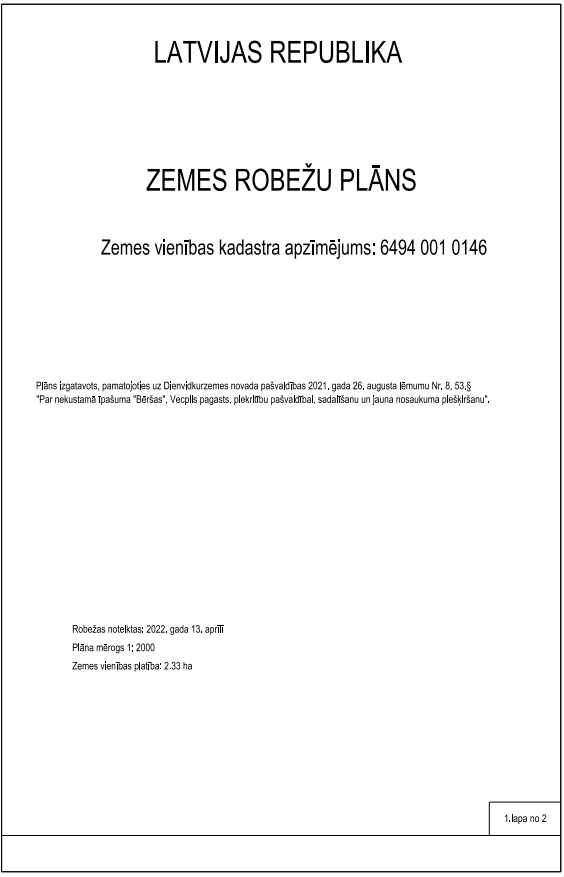 LATVIJAS REPUBLIKA
ZEMES ROBEŽU PLĀNS
Zemes vienības kadastra apzīmējums: 6494 001 0146
Plāns izgatavots, pamatojoties uz Dienvidkurzemes novada pašvaldības 2021. gada 26. augusta lēmumu Nr. 8, 53.§
"Par nekustamā īpašuma "Bēršas", Vecpils pagasts, piekritību pašvaldībai, sadalīšanu un jauna nosaukuma piešķiršanu".
Robežas noteiktas: 2022. gada 13. aprīlī
Plāna mērogs 1: 2000
Zemes vienības platība: 2.33 ha
1.lapa no 2